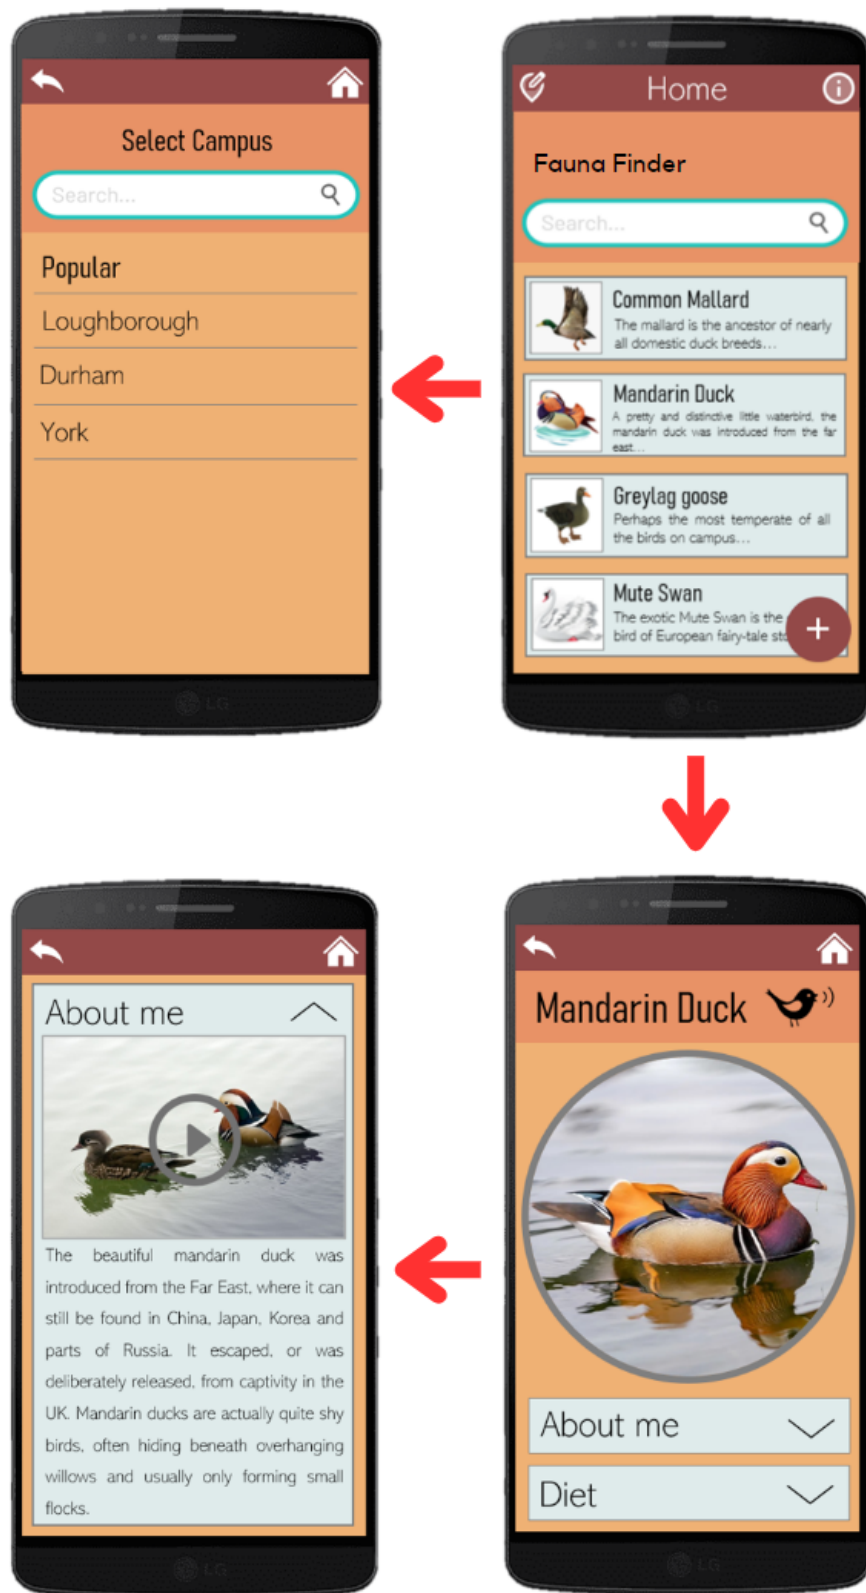 Select Campus
Search...
Popular
Loughborough
Durham
York
LG
Home
Fauna Finder
Search...
Common Mallard
The mallard is the ancestor of nearly
all domestic duck breeds...
Mandarin Duck
A pretty and distinctive little waterbird, the
mandarin duck was introduced from the far
east...
Greylag goose
Perhaps the most temperate of all
the birds on campus...
Mute Swan
The exotic Mute Swan is the
bird of European fairy-tale
+
LG
About me
The beautiful mandarin duck was
introduced from the Far East, where it can
still be found in China, Japan, Korea and
parts of Russia. It escaped, or was
deliberately released, from captivity in the
UK. Mandarin ducks are actually quite shy
birds, often hiding beneath overhanging
willows and usually only forming small
flocks.
LG
Mandarin Duck
About me
Diet
LG